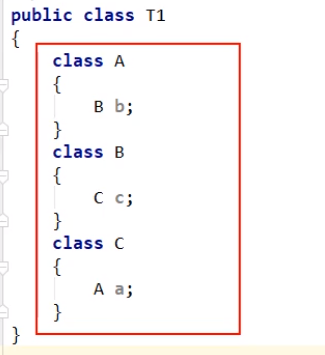 public class T1
{
class A
{
B b;
}
class B
{
C c;
}
class C
{
A a;
}
}